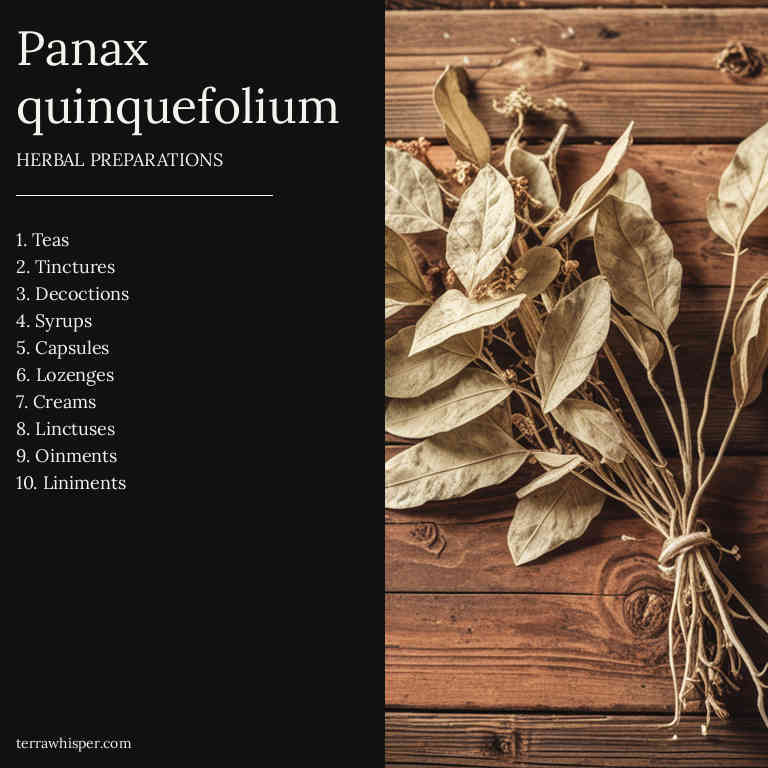 Panax
quinquefolium
HERBAL PREPARATIONS
1. Teas
2. Tinctures
3. Decoctions
4. Syrups
5. Capsules
6. Lozenges
7. Creams
8. Linctuses
9. Oinments
10. Liniments
terrawhisper.com